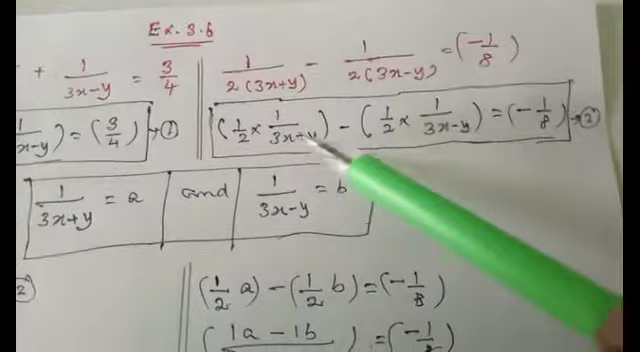 Ex. 3.6
+ 1/(3x-y) = 3/4 || 1/2(3x+y) - 1/2(3x-y) = (-1/8)
x-y) = (3/4) → ① (1/2 × 1/3x+y) - (1/2 × 1/3x-y) = (-1/8) → ②
1/3x+y = a and 1/3x-y = b
(1/2 a) - (1/2 b) = (-1/8)
(1a - 1b ) = (-1/